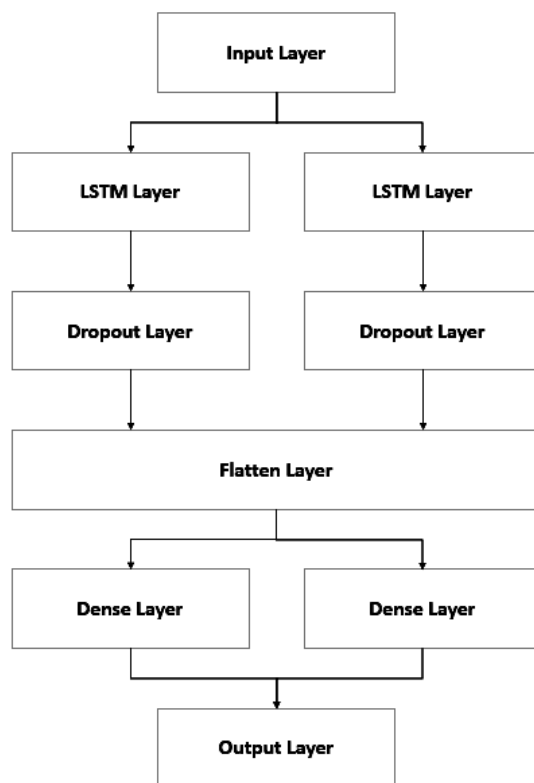 Input Layer
LSTM Layer
LSTM Layer
Dropout Layer
Dropout Layer
Flatten Layer
Dense Layer
Dense Layer
Output Layer